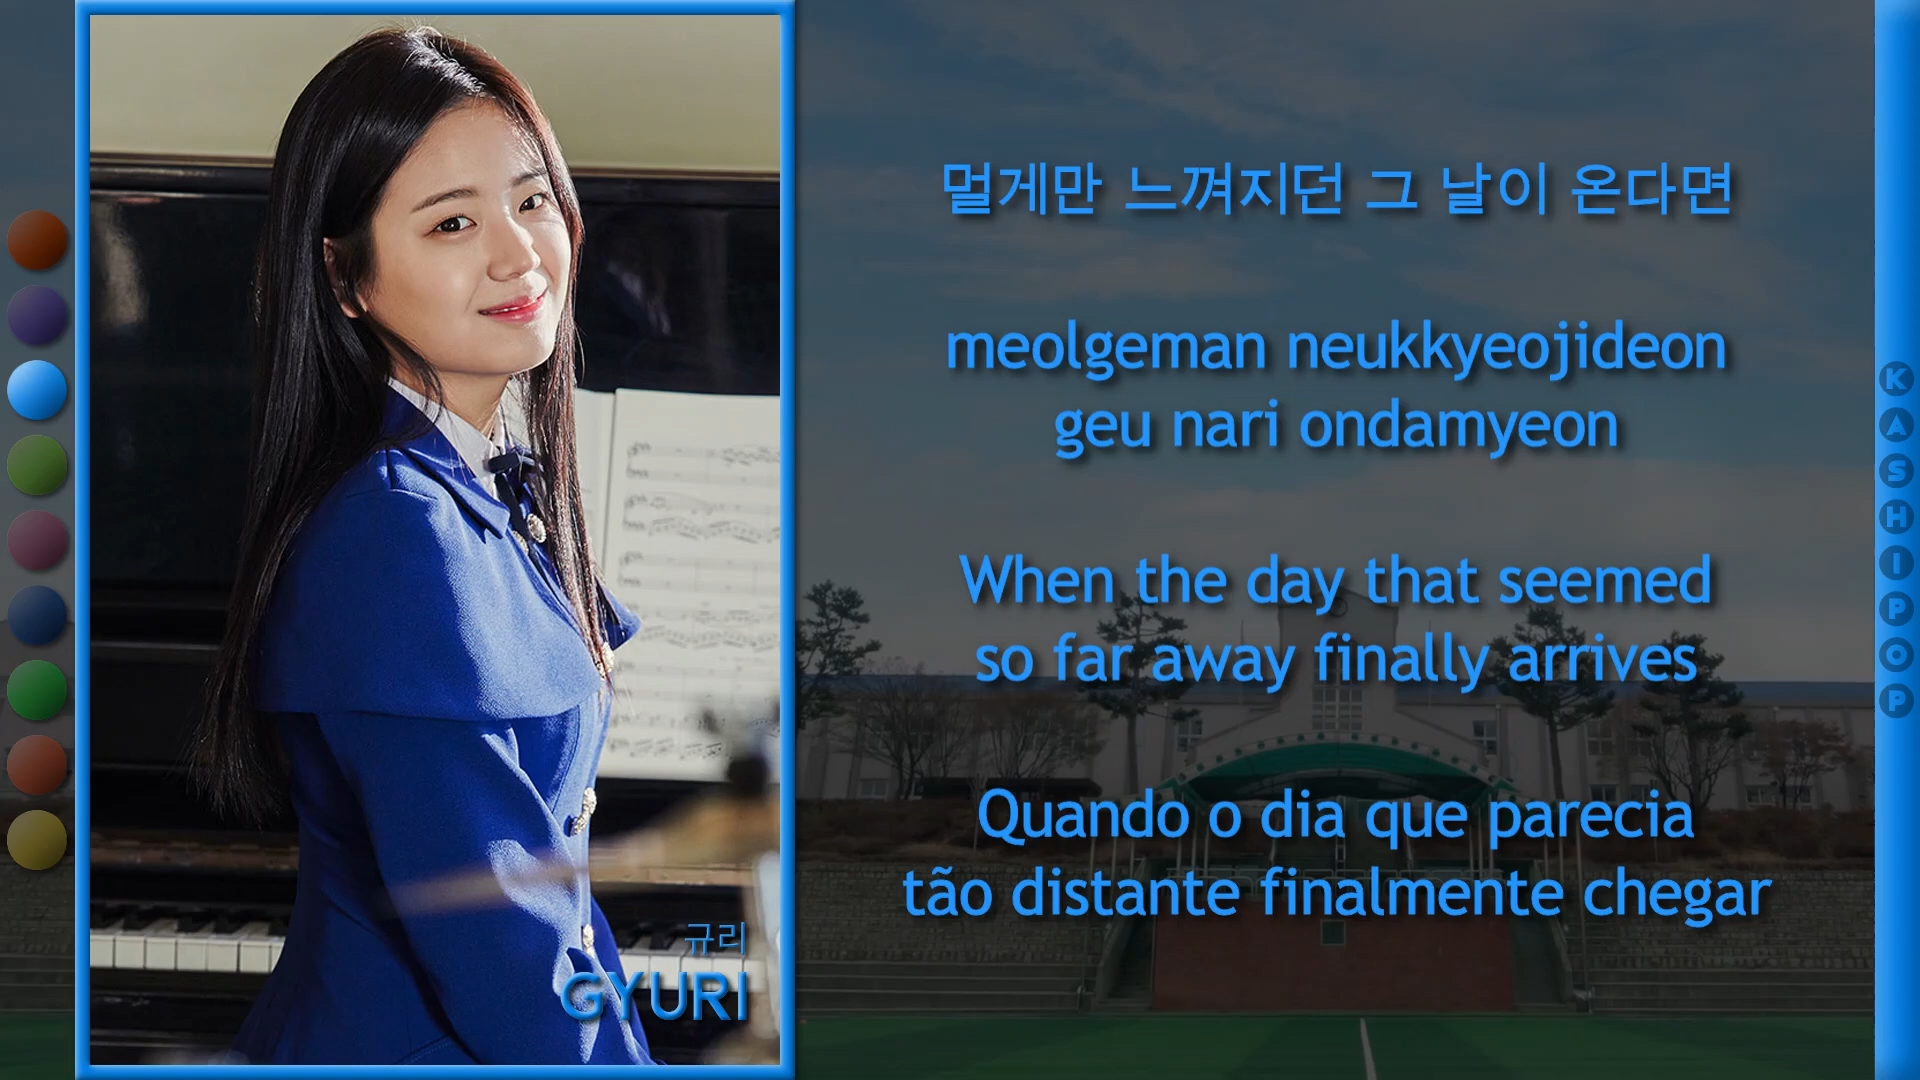 멀게만 느껴지던 그 날이 온다면
meolgeman neukkyeojideon
geu nari ondamyeon
When the day that seemed
so far away finally arrives
Quando o dia que parecia
tão distante finalmente chegar
규리
GYURI
KASHIPOP